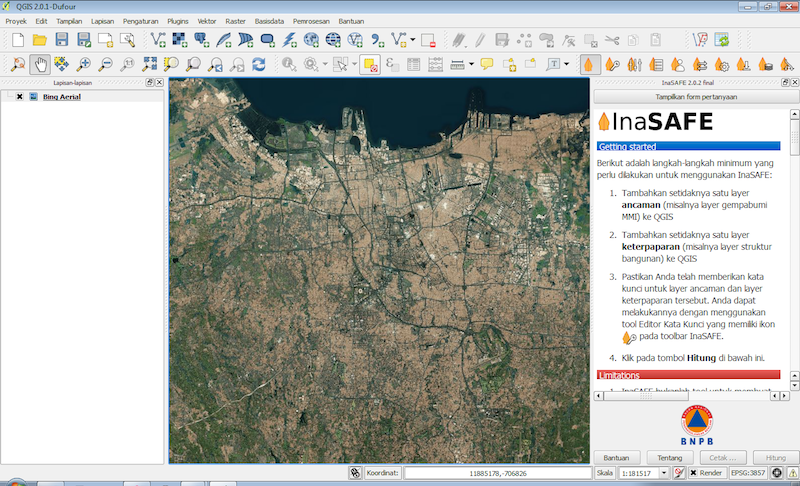 QGIS 2.0.1-Dufour
Proyek Edit Tampilan Lapisan Pengaturan Plugins Vektor Raster Basisdata Pemrosesan Bantuan
Lapisan-lapisan
Bing Aerial
InaSAFE 2.0.2 final
Tampilkan form pertanyaan
InaSAFE
Getting started
Berikut adalah langkah-langkah minimum yang
perlu dilakukan untuk menggunakan InaSAFE:
1. Tambahkan setidaknya satu layer
ancaman (misalnya layer gempabumi
MMI) ke QGIS
2. Tambahkan setidaknya satu layer
keterpaparan (misalnya layer struktur
bangunan) ke QGIS
3. Pastikan Anda telah memberikan kata
kunci untuk layer ancaman dan layer
keterpaparan tersebut. Anda dapat
melakukannya dengan menggunakan
tool Editor Kata Kunci yang memiliki ikon
pada toolbar InaSAFE.
4. Klik pada tombol Hitung di bawah ini.
Limitations
1. InaSAFE bukanlah tool untuk membuat
BNPB
Bantuan Tentang Cetak ... Hitung
Koordinat: 11885178,-706826 Skala 1:181517 Render EPSG:3857